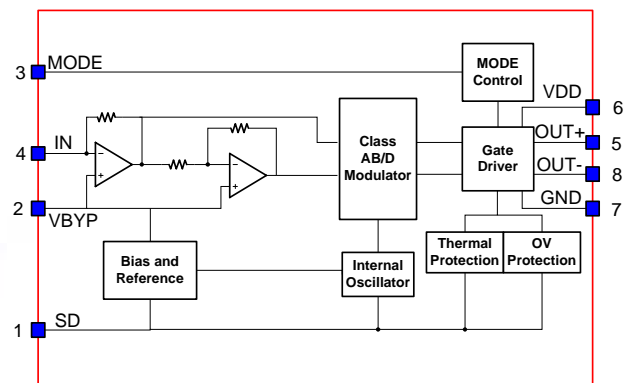 3 MODE
MODE
Control
VDD
6
4 IN
Class
AB/D
Modulator
Gate
Driver
OUT+
5
OUT-
8
2
VBYP
GND
7
Bias and
Reference
Internal
Oscillator
Thermal
Protection
OV
Protection
1 SD
−
+
−
+